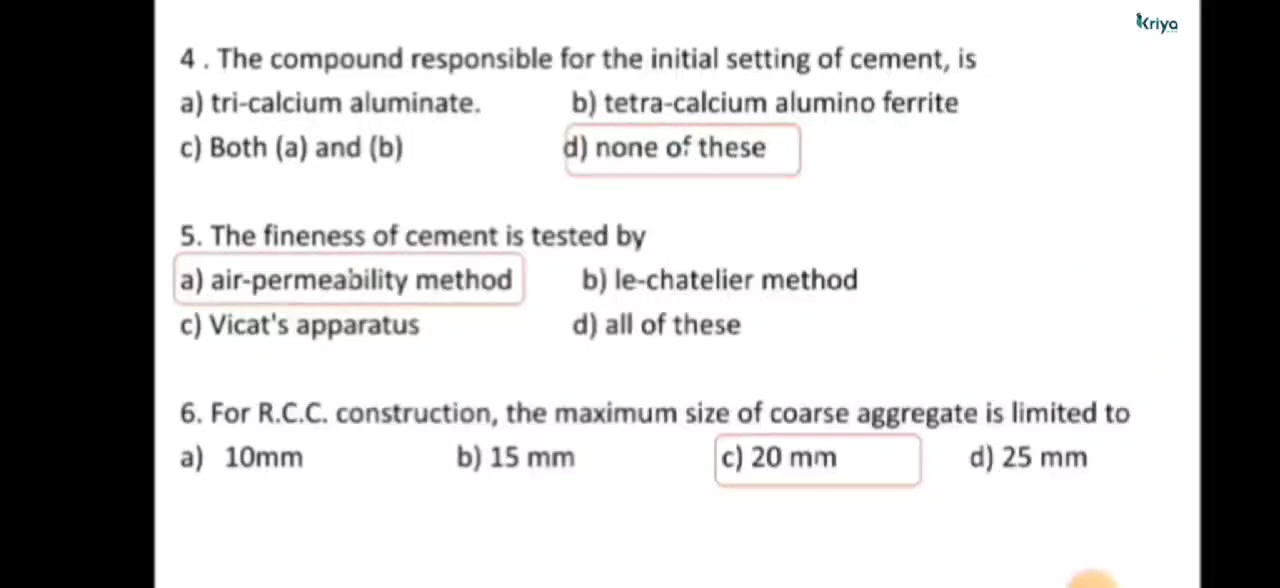 Kriya
4 . The compound responsible for the initial setting of cement, is
a) tri-calcium aluminate. b) tetra-calcium alumino ferrite
c) Both (a) and (b) d) none of these
5. The fineness of cement is tested by
a) air-permeability method b) le-chatelier method
c) Vicat's apparatus d) all of these
6. For R.C.C. construction, the maximum size of coarse aggregate is limited to
a) 10mm b) 15 mm c) 20 mm d) 25 mm